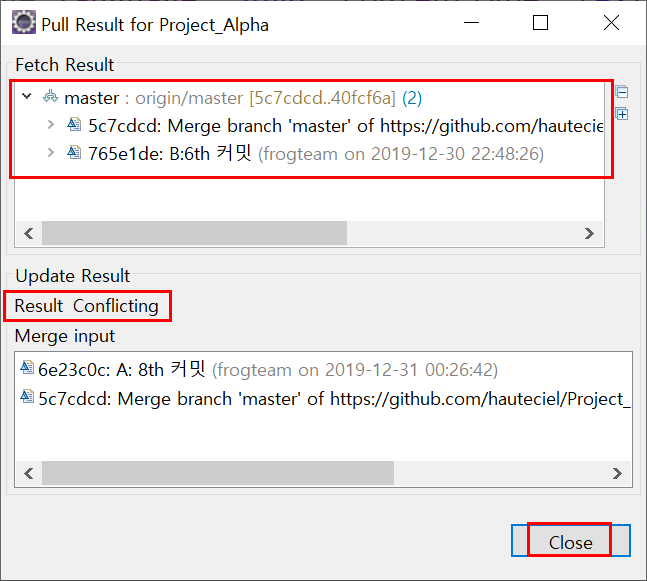 Pull Result for Project_Alpha
Fetch Result
master : origin/master [5c7cdcd..40fcf6a] (2)
5c7cdcd: Merge branch 'master' of https://github.com/hauteciel
765e1de: B:6th 커밋 (frogteam on 2019-12-30 22:48:26)
Update Result
Result Conflicting
Merge input
6e23c0c: A: 8th 커밋 (frogteam on 2019-12-31 00:26:42)
5c7cdcd: Merge branch 'master' of https://github.com/hauteciel/Project_
Close